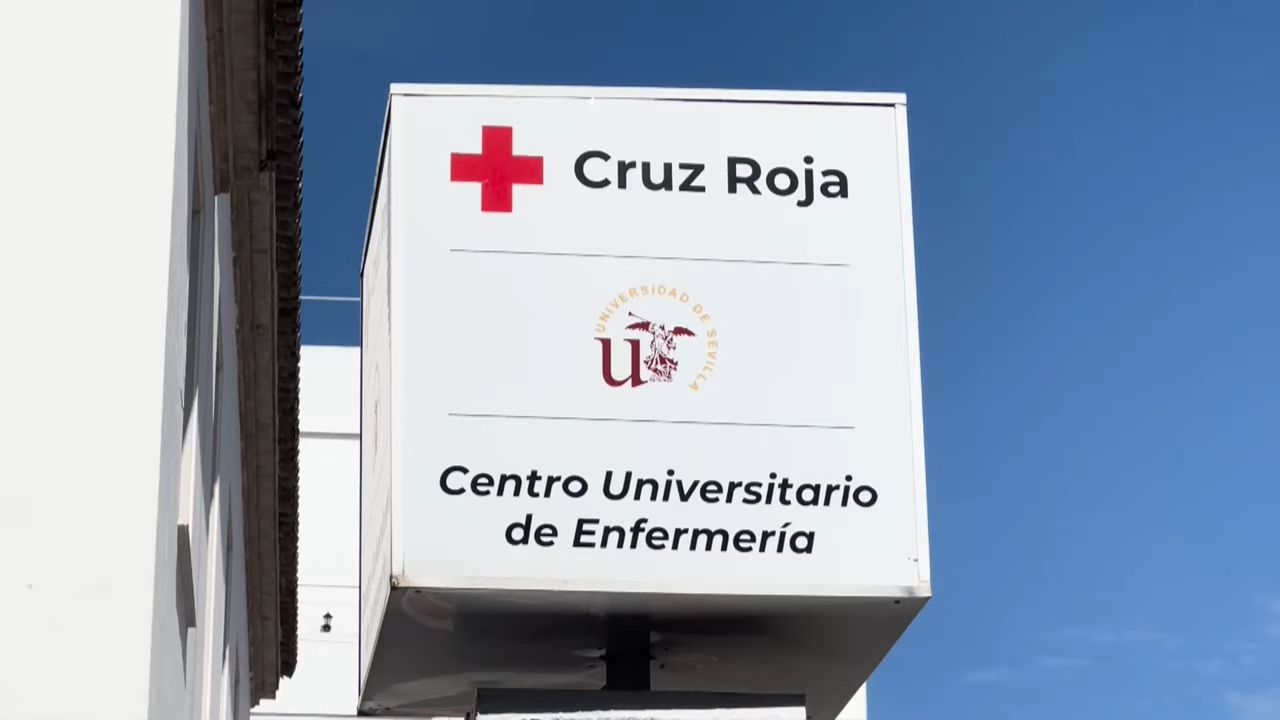 Cruz Roja
UNIVERSIDAD DE SEVILLA
u
Centro Universitario
de Enfermería